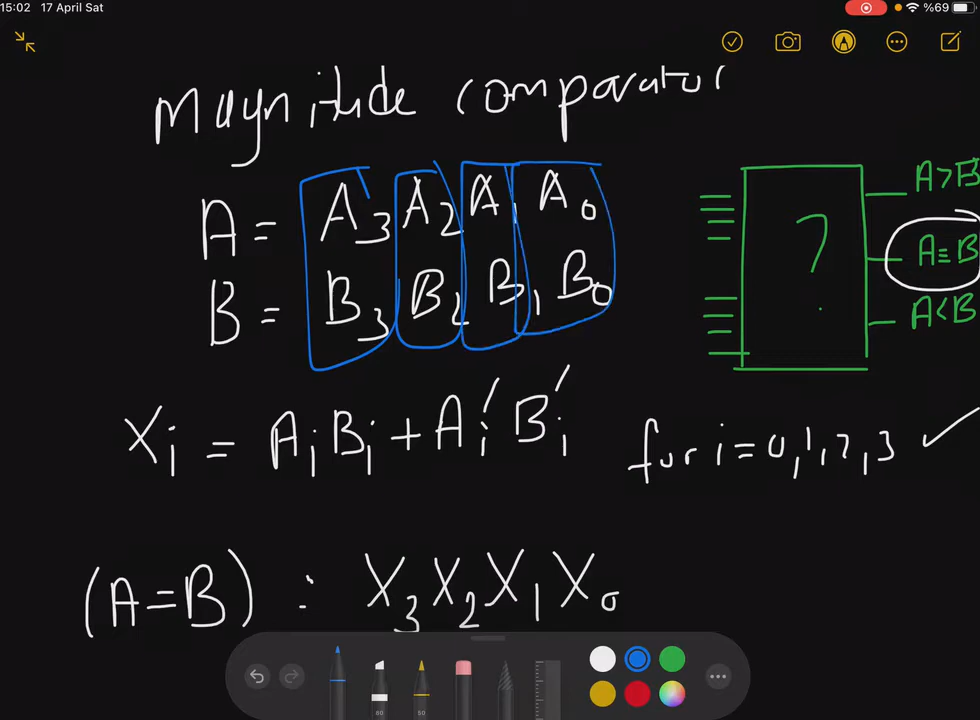 15:02 17 April Sat %69
magnitude comparator
A = A₃ A₂ A₁ A₀
B = B₃ B₂ B₁ B₀
?
A>B
A≡B
A<B
Xᵢ = AᵢBᵢ + Aᵢ′ Bᵢ′ for i = 0,1,2,3 ✓
(A=B) : X₃X₂X₁X₀
80
50